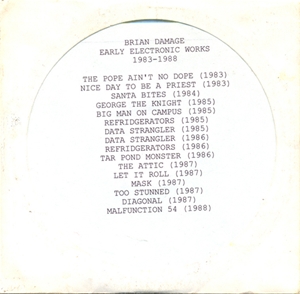 BRIAN DAMAGE
EARLY ELECTRONIC WORKS
1983-1988
THE POPE AIN'T NO DOPE (1983)
NICE DAY TO BE A PRIEST (1983)
SANTA BITES (1984)
GEORGE THE KNIGHT (1985)
BIG MAN ON CAMPUS (1985)
REFRIDGERATORS (1985)
DATA STRANGLER (1985)
DATA STRANGLER (1986)
REFRIDGERATORS (1986)
TAR POND MONSTER (1986)
THE ATTIC (1987)
LET IT ROLL (1987)
MASK (1987)
TOO STUNNED (1987)
DIAGONAL (1987)
MALFUNCTION 54 (1988)